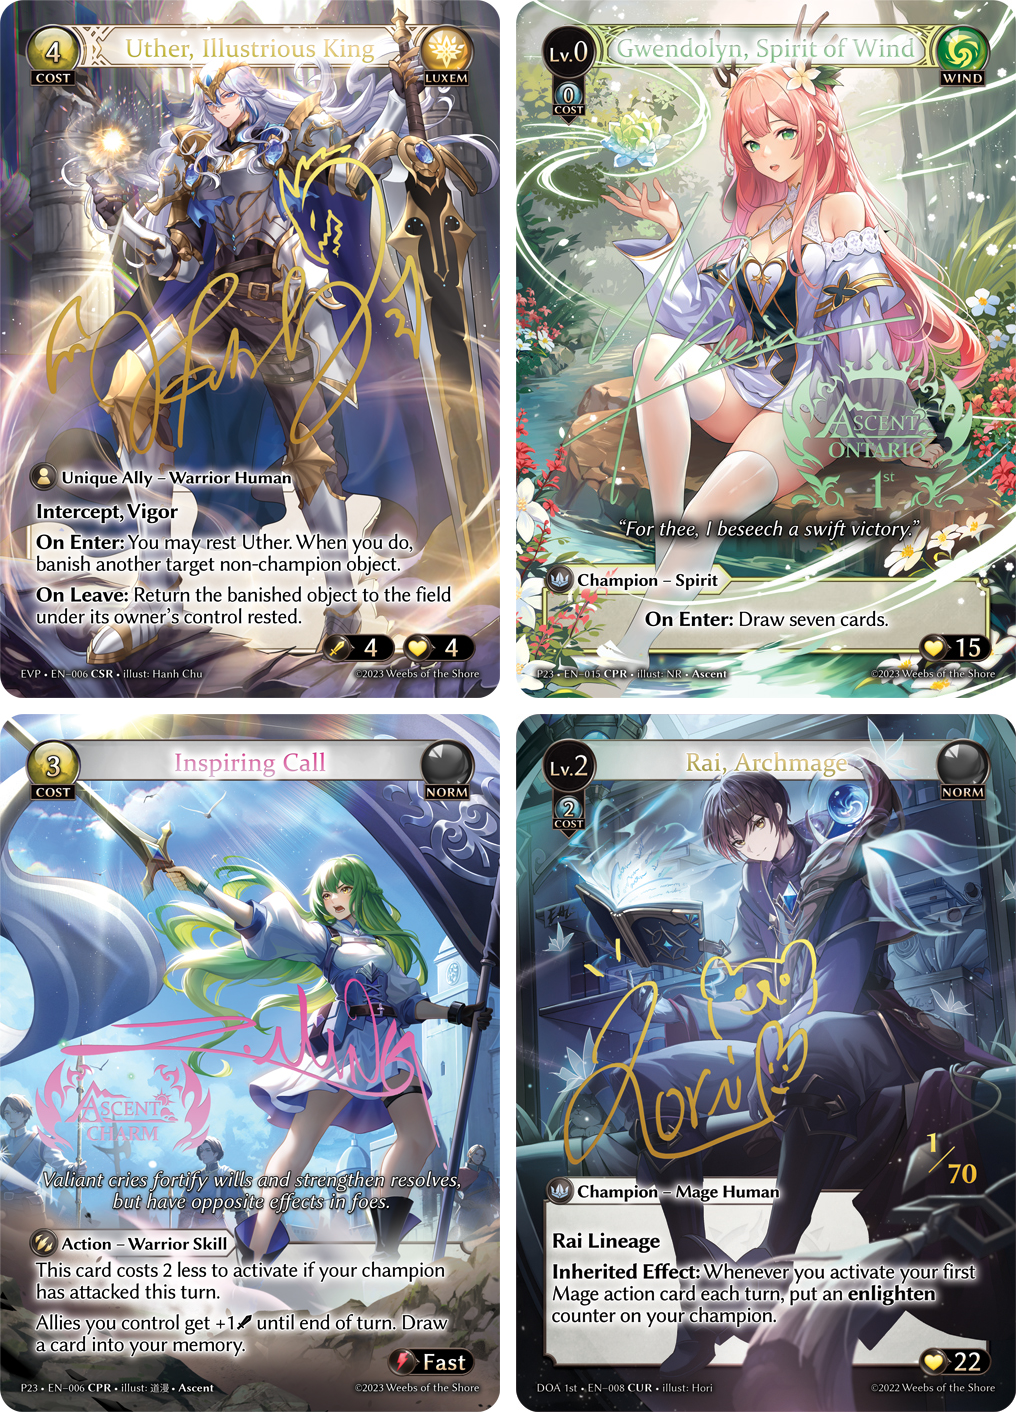 4
COST
Uther, Illustrious King
LUXEM
Unique Ally – Warrior Human
Intercept, Vigor
On Enter: You may rest Uther. When you do,
banish another target non-champion object.
On Leave: Return the banished object to the field
under its owner's control rested.
4
4
EVP • EN-006 CSR • illust: Hanh Chu
©2023 Weebs of the Shore
Lv.0
0
COST
Gwendolyn, Spirit of Wind
WIND
ASCENT
ONTARIO
1st
"For thee, I beseech a swift victory."
Champion – Spirit
On Enter: Draw seven cards.
15
P23 • EN-015 CPR • illust: NR • Ascent
©2023 Weebs of the Shore
3
COST
Inspiring Call
NORM
ASCENT
CHARM
Valiant cries fortify wills and strengthen resolves,
but have opposite effects in foes.
Action – Warrior Skill
This card costs 2 less to activate if your champion
has attacked this turn.
Allies you control get +1 until end of turn. Draw
a card into your memory.
Fast
P23 • EN-006 CPR • illust: 道漫 • Ascent
©2023 Weebs of the Shore
Lv.2
2
COST
Rai, Archmage
NORM
Hori
1/70
Champion – Mage Human
Rai Lineage
Inherited Effect: Whenever you activate your first
Mage action card each turn, put an enlighten
counter on your champion.
22
DOA 1st • EN-008 CUR • illust: Hori
©2022 Weebs of the Shore